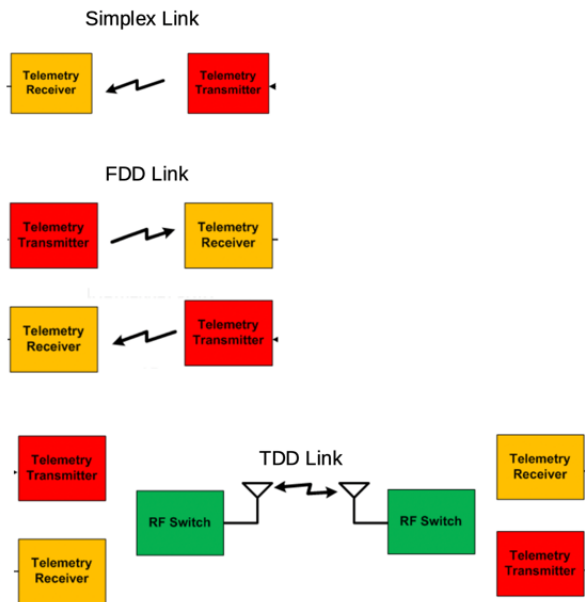 Simplex Link
Telemetry
Receiver
Telemetry
Transmitter
FDD Link
Telemetry
Transmitter
Telemetry
Receiver
Telemetry
Receiver
Telemetry
Transmitter
TDD Link
Telemetry
Transmitter
Telemetry
Receiver
RF Switch
RF Switch
Telemetry
Receiver
Telemetry
Transmitter